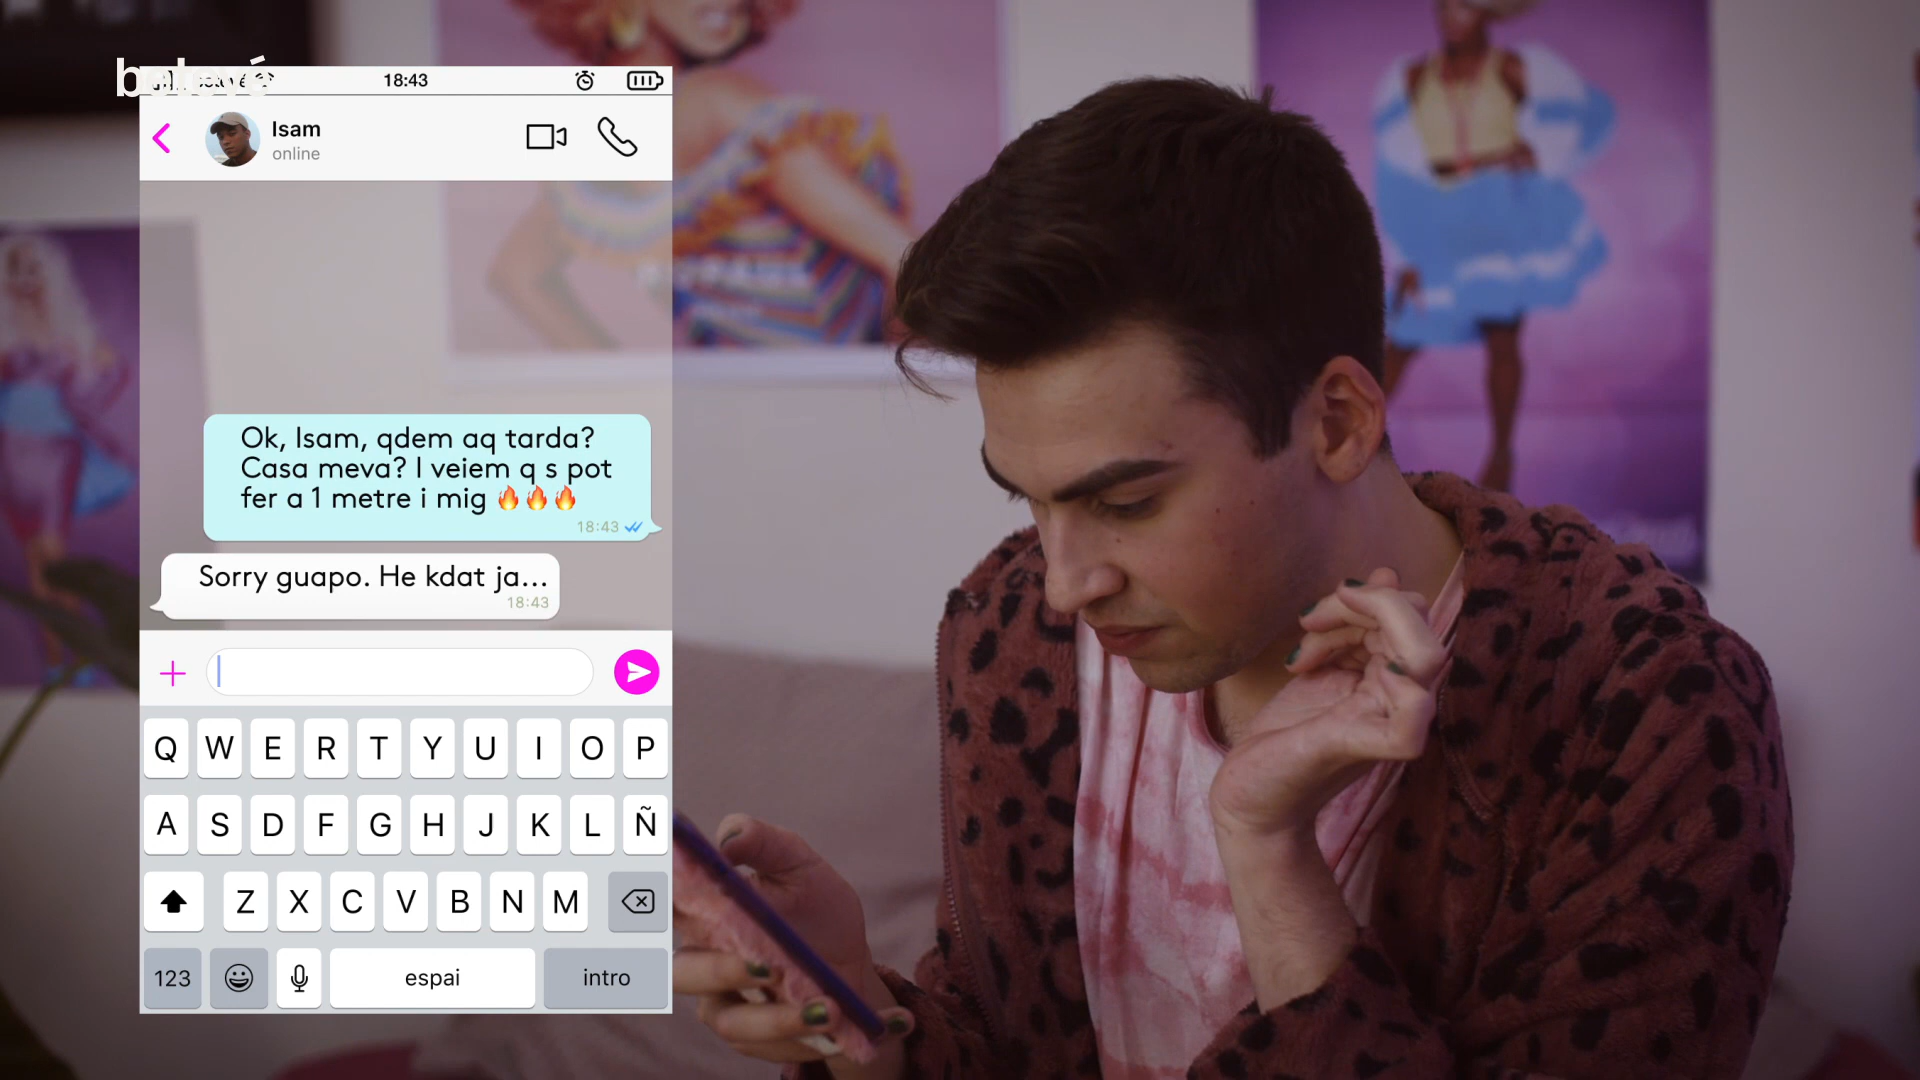 betevé
18:43
Isam
online
Ok, Isam, qdem aq tarda?
Casa meva? I veiem q s pot
fer a 1 metre i mig 🔥🔥🔥
18:43
Sorry guapo. He kdat ja...
18:43
Q W E R T Y U I O P
A S D F G H J K L Ñ
Z X C V B N M
123 espai intro